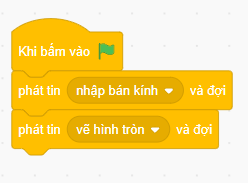 Khi bấm vào
phát tin nhập bán kính và đợi
phát tin vẽ hình tròn và đợi